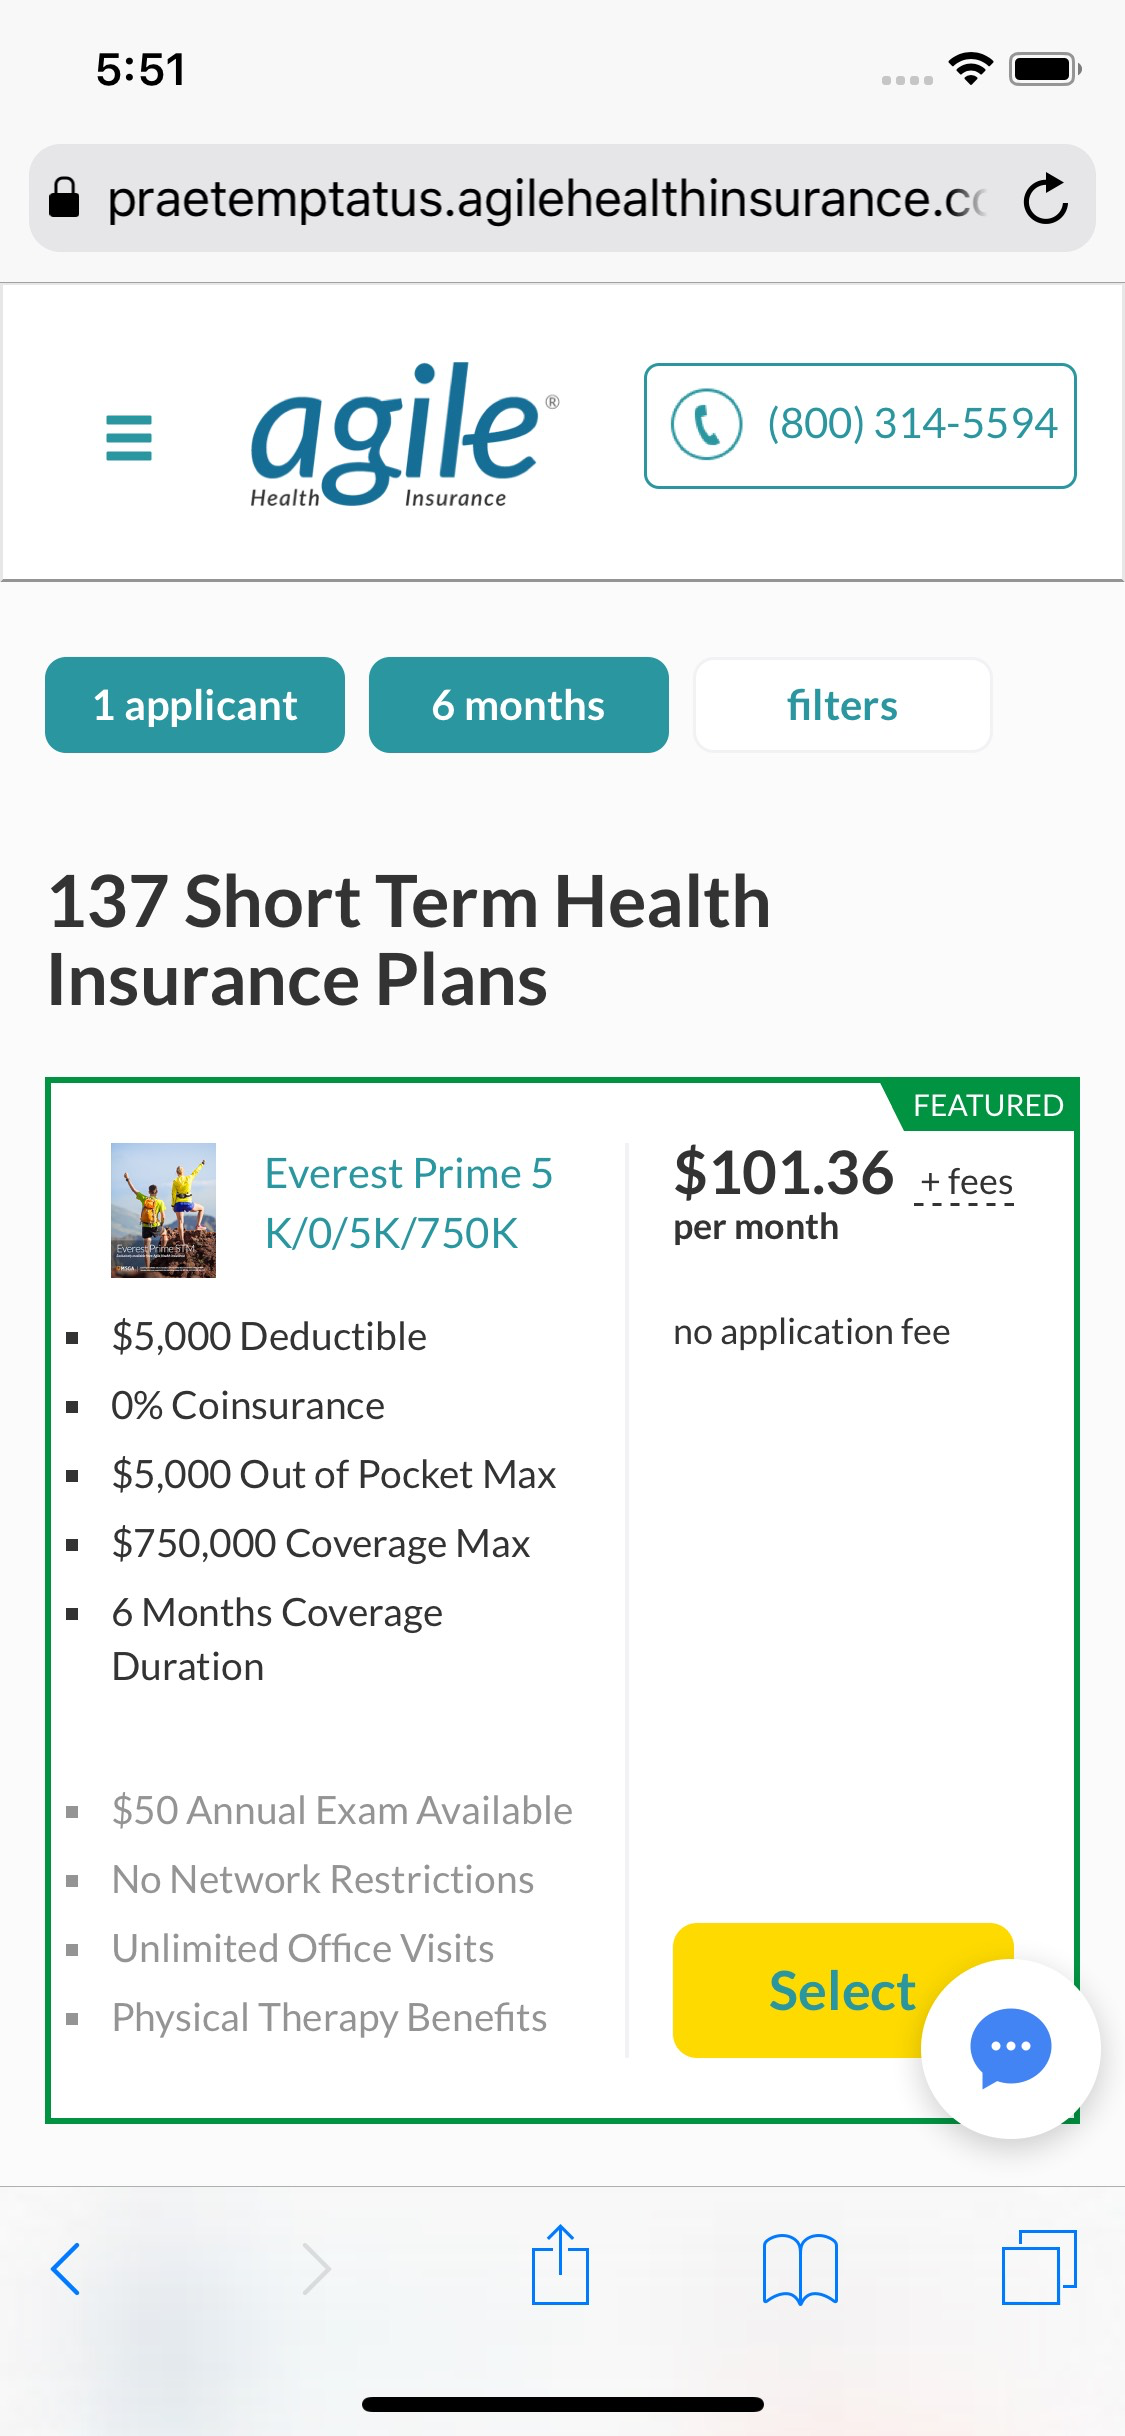 5:51
praetemptatus.agilehealthinsurance.co
agile®
Health Insurance
(800) 314-5594
1 applicant
6 months
filters
137 Short Term Health
Insurance Plans
FEATURED
Everest Prime 5
K/0/5K/750K
Everest Prime STM
$101.36 + fees
per month
no application fee
▪ $5,000 Deductible
▪ 0% Coinsurance
▪ $5,000 Out of Pocket Max
▪ $750,000 Coverage Max
▪ 6 Months Coverage
Duration
▪ $50 Annual Exam Available
▪ No Network Restrictions
▪ Unlimited Office Visits
▪ Physical Therapy Benefits
Select